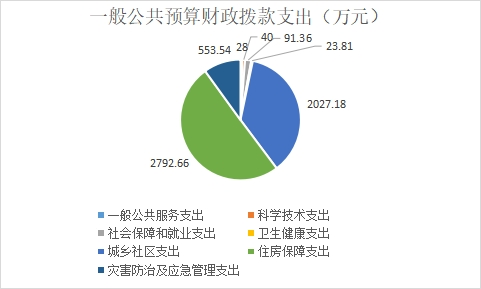 一般公共预算财政拨款支出（万元）
553.54
28
40
91.36
23.81
2027.18
2792.66
一般公共服务支出
科学技术支出
社会保障和就业支出
卫生健康支出
城乡社区支出
住房保障支出
灾害防治及应急管理支出